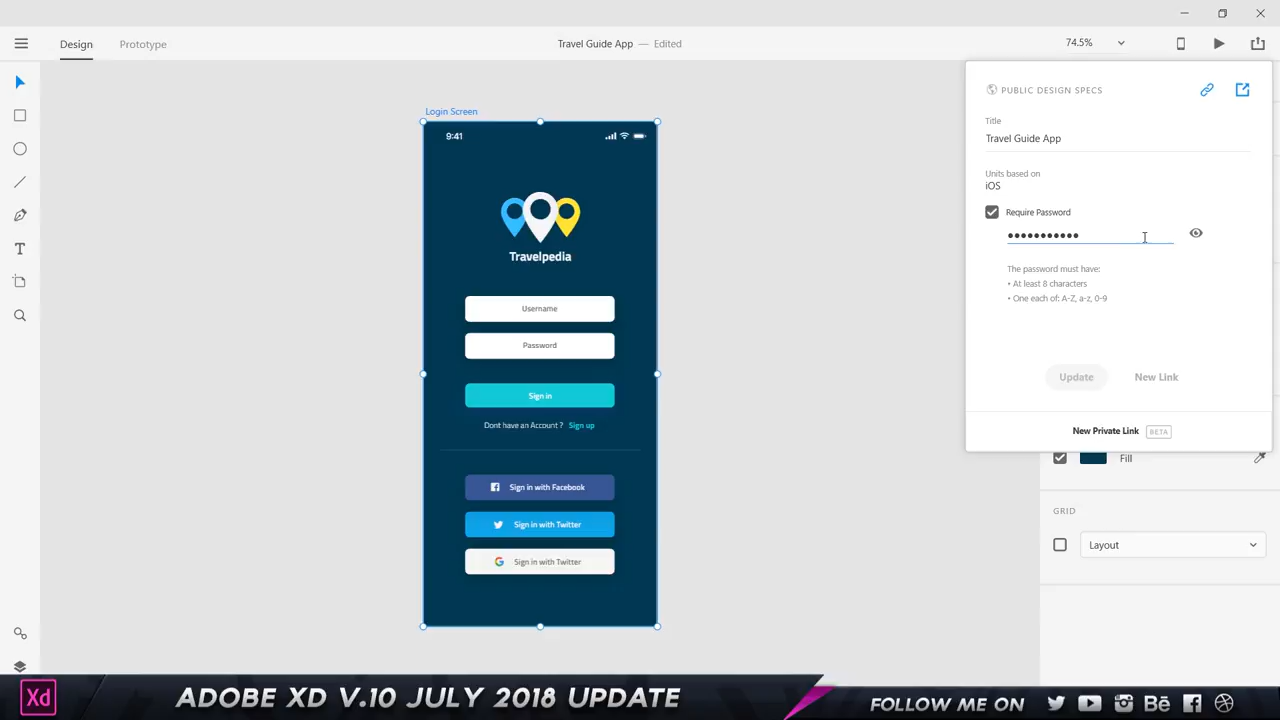 Design
Prototype
Travel Guide App — Edited
74.5%
Login Screen
9:41
Travelpedia
Username
Password
Sign in
Dont have an Account ? Sign up
Sign in with Facebook
Sign in with Twitter
Sign in with Twitter
PUBLIC DESIGN SPECS
Title
Travel Guide App
Units based on
iOS
Require Password
•••••••••••
The password must have:
• At least 8 characters
• One each of: A-Z, a-z, 0-9
Update
New Link
New Private Link BETA
Fill
GRID
Layout
Xd
ADOBE XD V.10 JULY 2018 UPDATE
FOLLOW ME ON
Bē